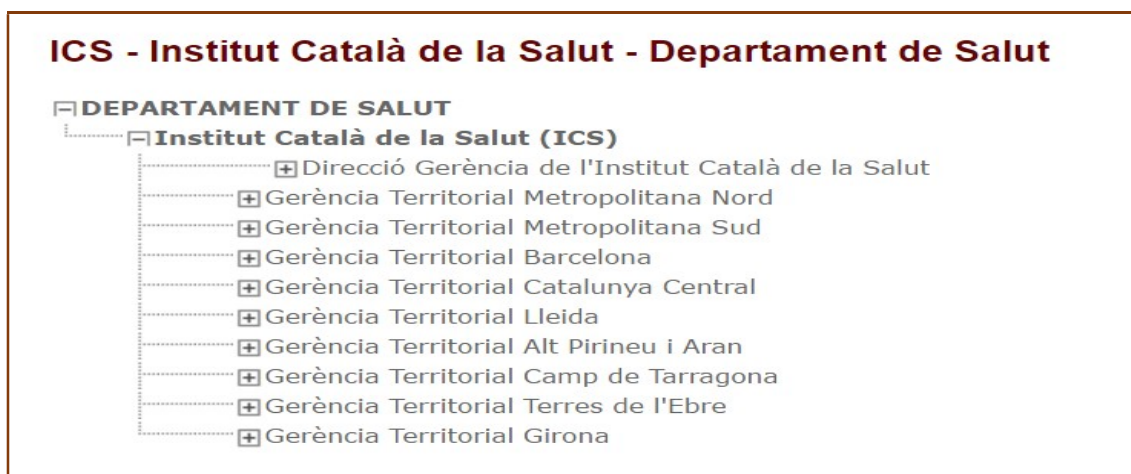 ICS - Institut Català de la Salut - Departament de Salut
DEPARTAMENT DE SALUT
Institut Català de la Salut (ICS)
Direcció Gerència de l'Institut Català de la Salut
Gerència Territorial Metropolitana Nord
Gerència Territorial Metropolitana Sud
Gerència Territorial Barcelona
Gerència Territorial Catalunya Central
Gerència Territorial Lleida
Gerència Territorial Alt Pirineu i Aran
Gerència Territorial Camp de Tarragona
Gerència Territorial Terres de l'Ebre
Gerència Territorial Girona